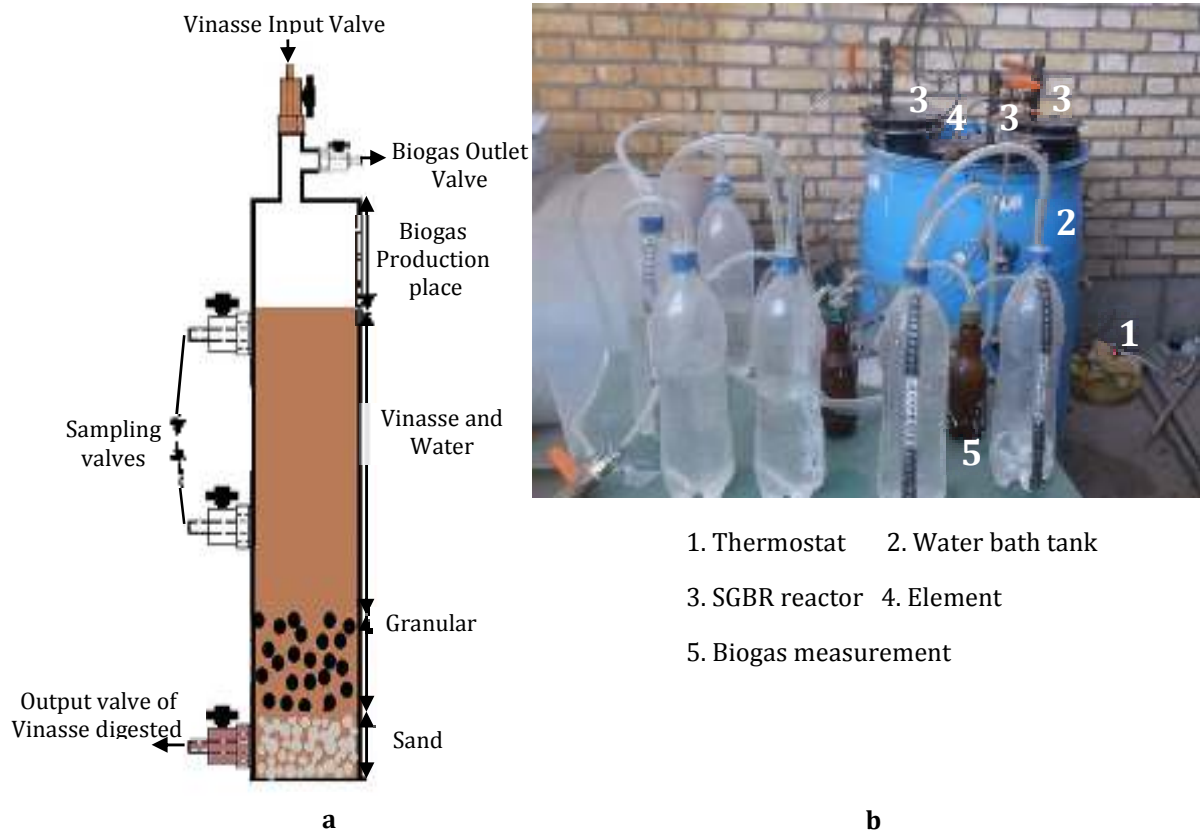 Vinasse Input Valve
Biogas Outlet
Valve
Biogas
Production
place
Sampling
valves
Vinasse and
Water
Granular
Output valve of
Vinasse digested
Sand
a
3
3
3
4
2
1
5
1. Thermostat 2. Water bath tank
3. SGBR reactor 4. Element
5. Biogas measurement
b